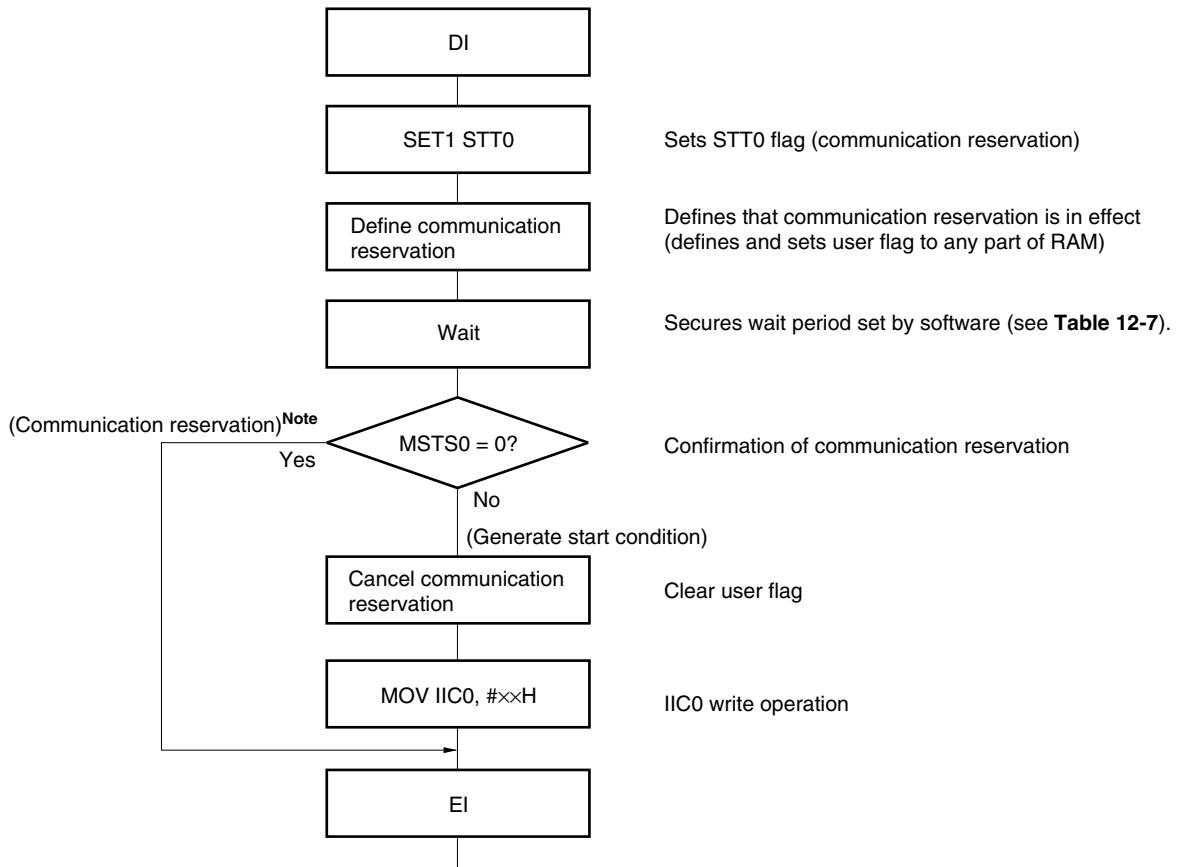 DI
SET1 STT0
Sets STT0 flag (communication reservation)
Define communication
reservation
Defines that communication reservation is in effect
(defines and sets user flag to any part of RAM)
Wait
Secures wait period set by software (see Table 12-7).
(Communication reservation)Note
Yes
MSTS0 = 0?
Confirmation of communication reservation
No
(Generate start condition)
Cancel communication
reservation
Clear user flag
MOV IIC0, #××H
IIC0 write operation
EI